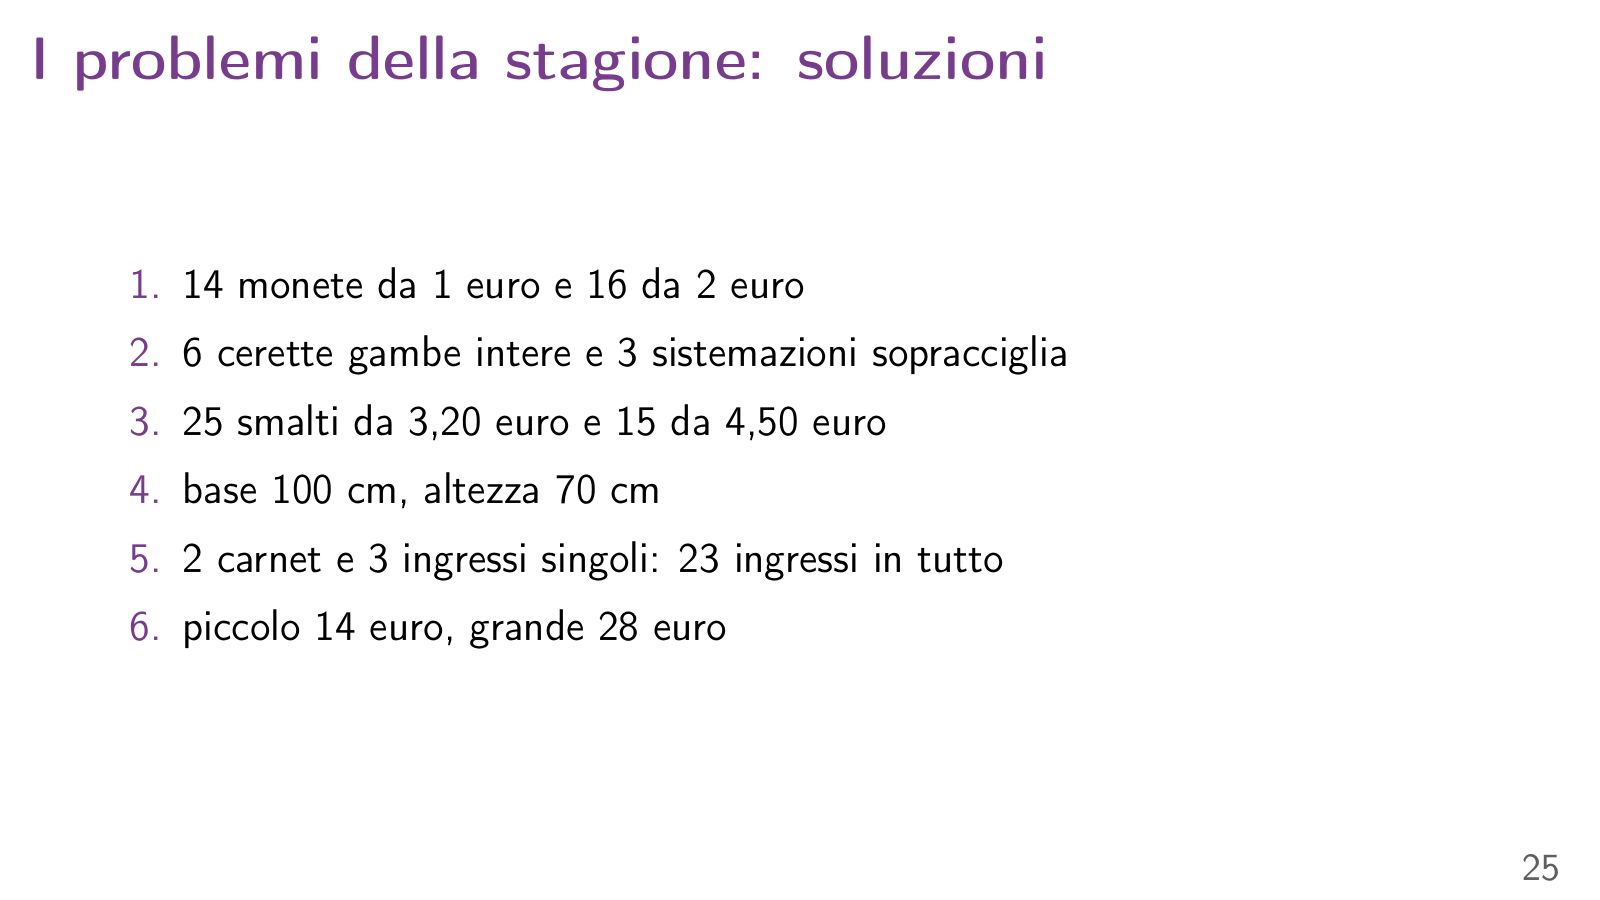 I problemi della stagione: soluzioni
1. 14 monete da 1 euro e 16 da 2 euro
2. 6 cerette gambe intere e 3 sistemazioni sopracciglia
3. 25 smalti da 3,20 euro e 15 da 4,50 euro
4. base 100 cm, altezza 70 cm
5. 2 carnet e 3 ingressi singoli: 23 ingressi in tutto
6. piccolo 14 euro, grande 28 euro
25